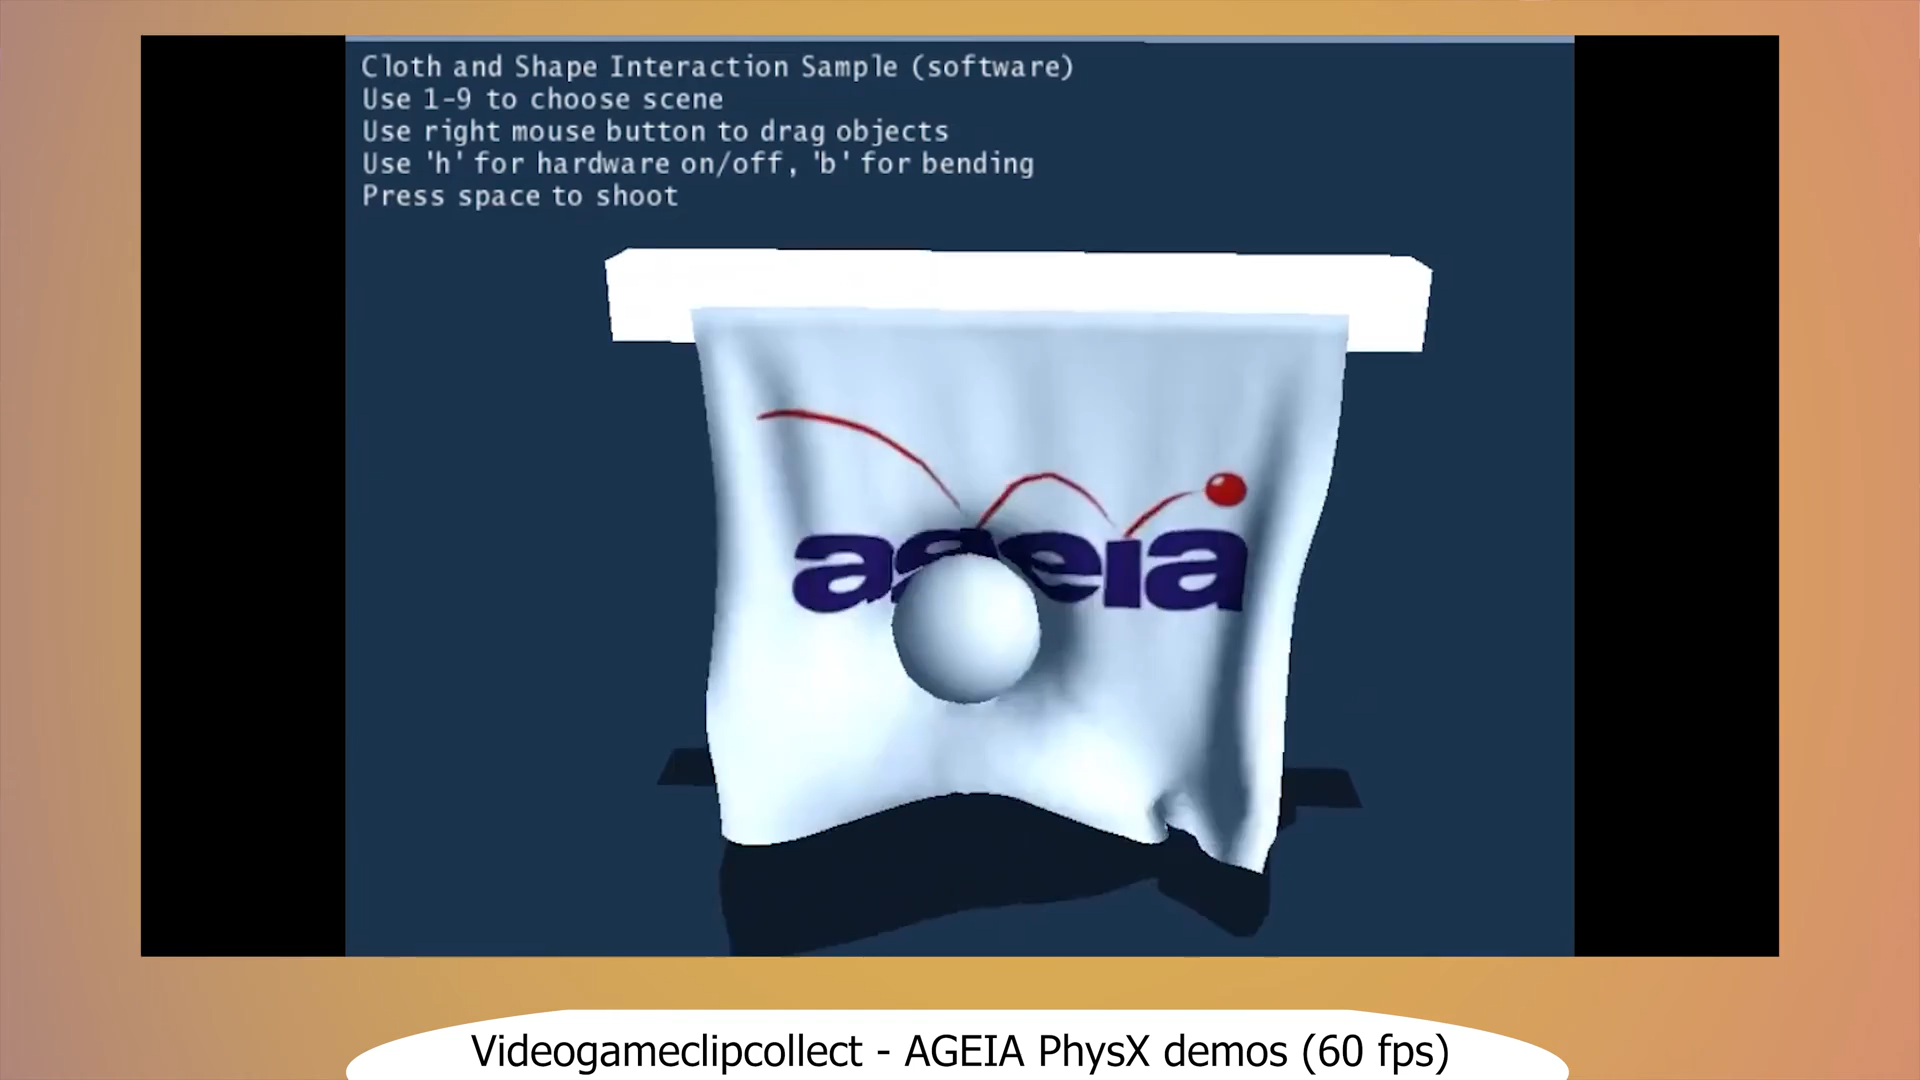 Cloth and Shape Interaction Sample (software)
Use 1-9 to choose scene
Use right mouse button to drag objects
Use 'h' for hardware on/off, 'b' for bending
Press space to shoot
ageia
Videogameclipcollect - AGEIA PhysX demos (60 fps)